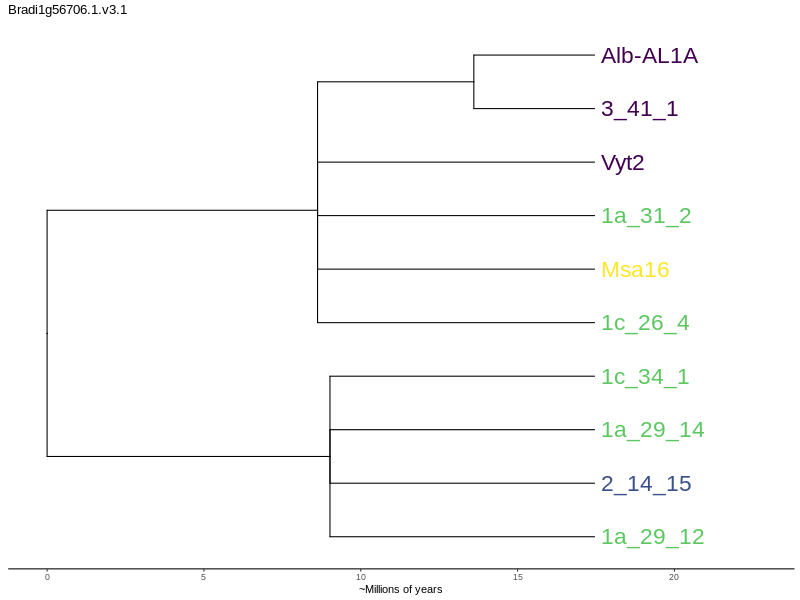 Bradi1g56706.1.v3.1
Alb-AL1A
3_41_1
Vyt2
1a_31_2
Msa16
1c_26_4
1c_34_1
1a_29_14
2_14_15
1a_29_12
0 5 10 15 20
~Millions of years